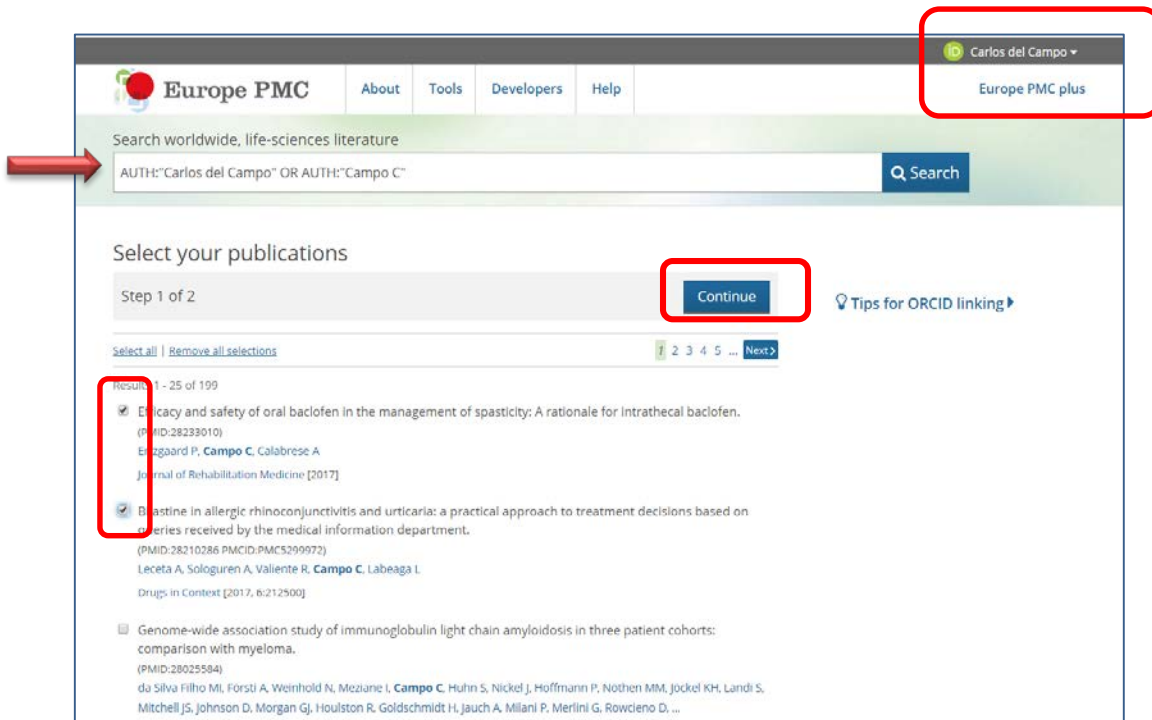 iD Carlos del Campo
Europe PMC About Tools Developers Help Europe PMC plus
Search worldwide, life-sciences literature
AUTH:"Carlos del Campo" OR AUTH:"Campo C" Search
Select your publications
Step 1 of 2 Continue Tips for ORCID linking
Select all | Remove all selections 1 2 3 4 5 ... Next
1 - 25 of 199
and safety of oral baclofen in the management of spasticity: A rationale for intrathecal baclofen.
(PMID:28233010)
P, Campo C, Calabrese A
Journal of Rehabilitation Medicine [2017]
in allergic rhinoconjunctivitis and urticaria: a practical approach to treatment decisions based on
received by the medical information department.
(PMID:28210286 PMCID:PMC5299972)
Leceta A, Sologuren A, Valiente R, Campo C, Labeaga L
Drugs in Context [2017, 6:212500]
Genome-wide association study of immunoglobulin light chain amyloidosis in three patient cohorts:
comparison with myeloma.
(PMID:28025584)
da Silva Filho MI, Försti A, Weinhold N, Meziane I, Campo C, Huhn S, Nickel J, Hoffmann P, Nöthen MM, Jöckel KH, Landi S,
Mitchell JS, Johnson D, Morgan GJ, Houlston R, Goldschmidt H, Jauch A, Milani P, Merlini G, Rowcieno D, ...